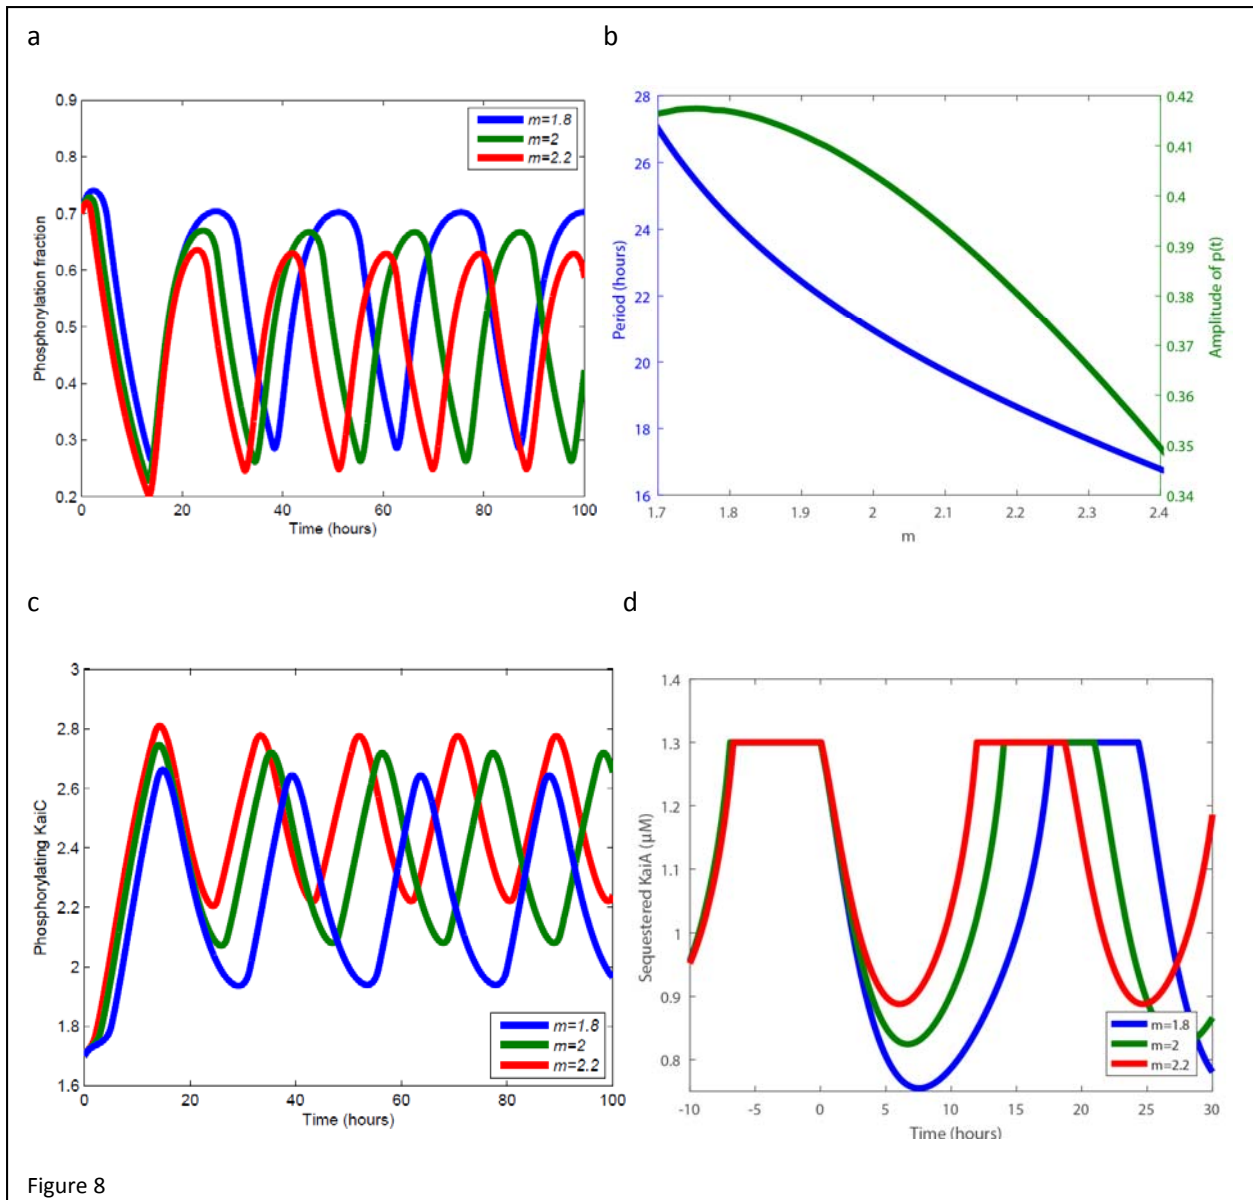 a
0.9
0.8
0.7
0.6
0.5
0.4
0.3
0.2
0
20
40
60
80
100
Phosphorylation fraction
Time (hours)
m=1.8
m=2
m=2.2
b
28
26
24
22
20
18
16
1.7
1.8
1.9
2
2.1
2.2
2.3
2.4
0.42
0.41
0.4
0.39
0.38
0.37
0.36
0.35
0.34
Period (hours)
m
Amplitude of p(t)
c
3
2.8
2.6
2.4
2.2
2
1.8
1.6
0
20
40
60
80
100
Phosphorylating KaiC
Time (hours)
m=1.8
m=2
m=2.2
d
1.4
1.3
1.2
1.1
1
0.9
0.8
-10
-5
0
5
10
15
20
25
30
Sequestered KaiA (µM)
Time (hours)
m=1.8
m=2
m=2.2
Figure 8